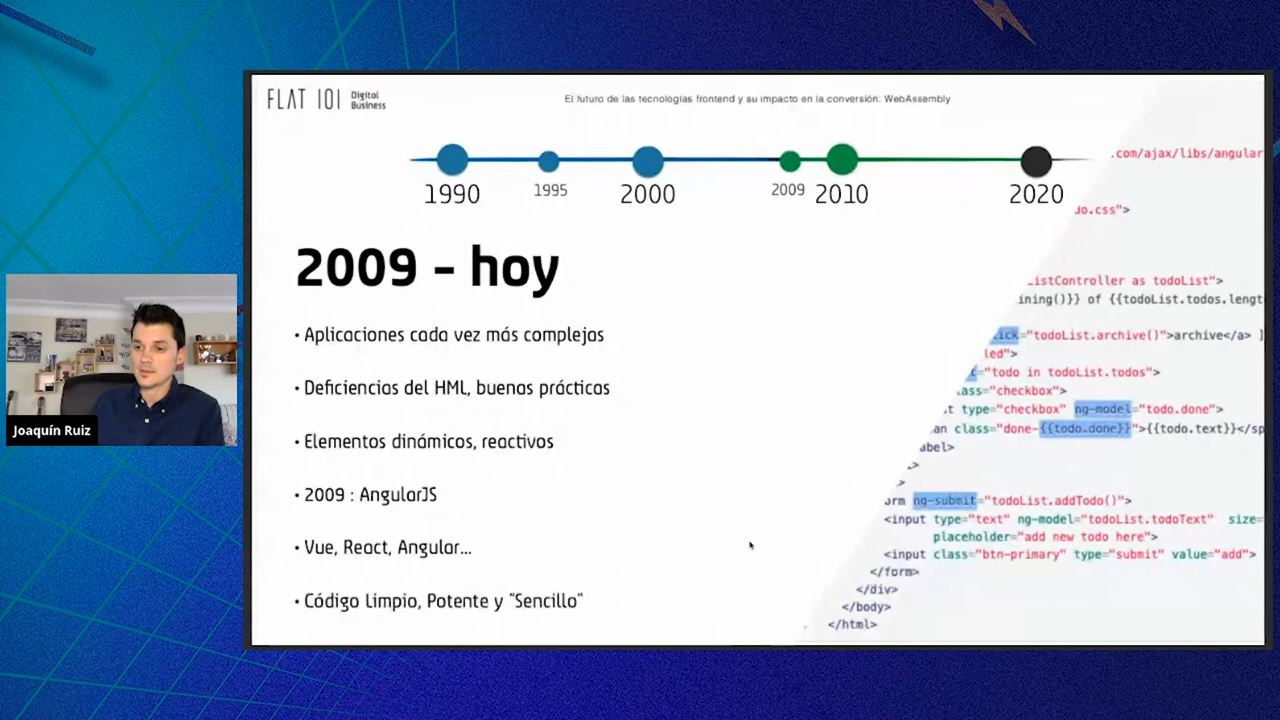 FLAT 101 Digital Business
El futuro de las tecnologías frontend y su impacto en la conversión: WebAssembly
1990 1995 2000 2009 2010 2020
2009 - hoy
• Aplicaciones cada vez más complejas
• Deficiencias del HML, buenas prácticas
• Elementos dinámicos, reactivos
• 2009 : AngularJS
• Vue, React, Angular...
• Código Limpio, Potente y "Sencillo"
Joaquín Ruiz
.com/ajax/libs/angular
do.css">
ListController as todoList">
ining()}} of {{todoList.todos.lengt
lick="todoList.archive()">archive</a> ]
led">
t="todo in todoList.todos">
ass="checkbox">
t type="checkbox" ng-model="todo.done">
an class="done-{{todo.done}}">{{todo.text}}</sp
abel>
>
>
orm ng-submit="todoList.addTodo()">
<input type="text" ng-model="todoList.todoText" size=
placeholder="add new todo here">
<input class="btn-primary" type="submit" value="add">
</form>
</div>
</body>
</html>